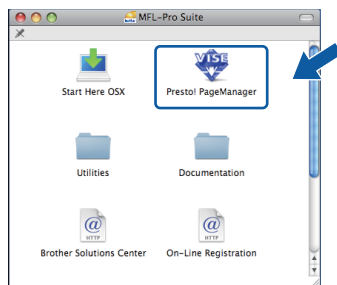 MFL-Pro Suite
VISE
Start Here OSX
Presto! PageManager
Utilities
Documentation
@
HTTP
@
HTTP
Brother Solutions Center
On-Line Registration